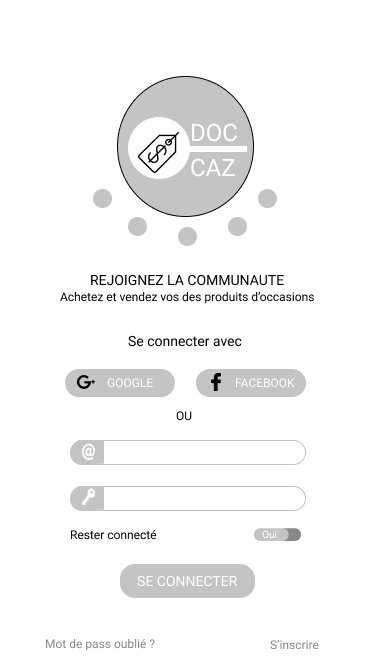 DOC
CAZ
REJOIGNEZ LA COMMUNAUTE
Achetez et vendez vos des produits d'occasions
Se connecter avec
G+ GOOGLE
f FACEBOOK
OU
@
Rester connecté
Oui
SE CONNECTER
Mot de pass oublié ?
S'inscrire